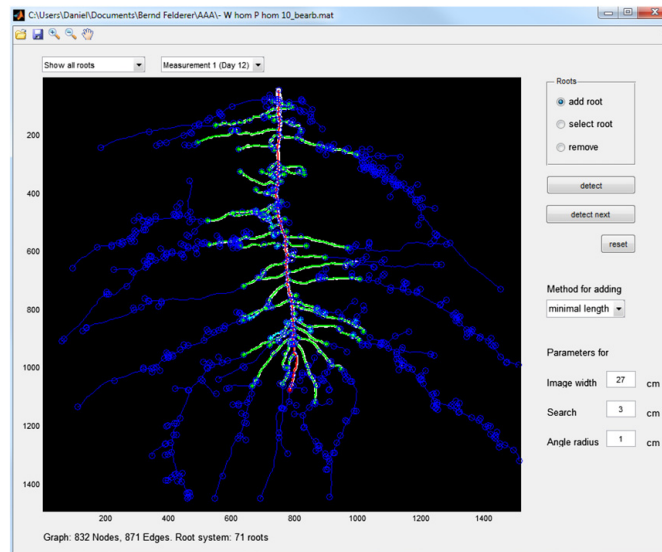 C:\Users\Daniel\Documents\Bernd Felderer\AAA\- W hom P hom 10_bearb.mat
Show all roots
Measurement 1 (Day 12)
200
400
600
800
1000
1200
1400
200
400
600
800
1000
1200
1400
Graph: 832 Nodes, 871 Edges. Root system: 71 roots
Roots
add root
select root
remove
detect
detect next
reset
Method for adding
minimal length
Parameters for
Image width 27 cm
Search 3 cm
Angle radius 1 cm